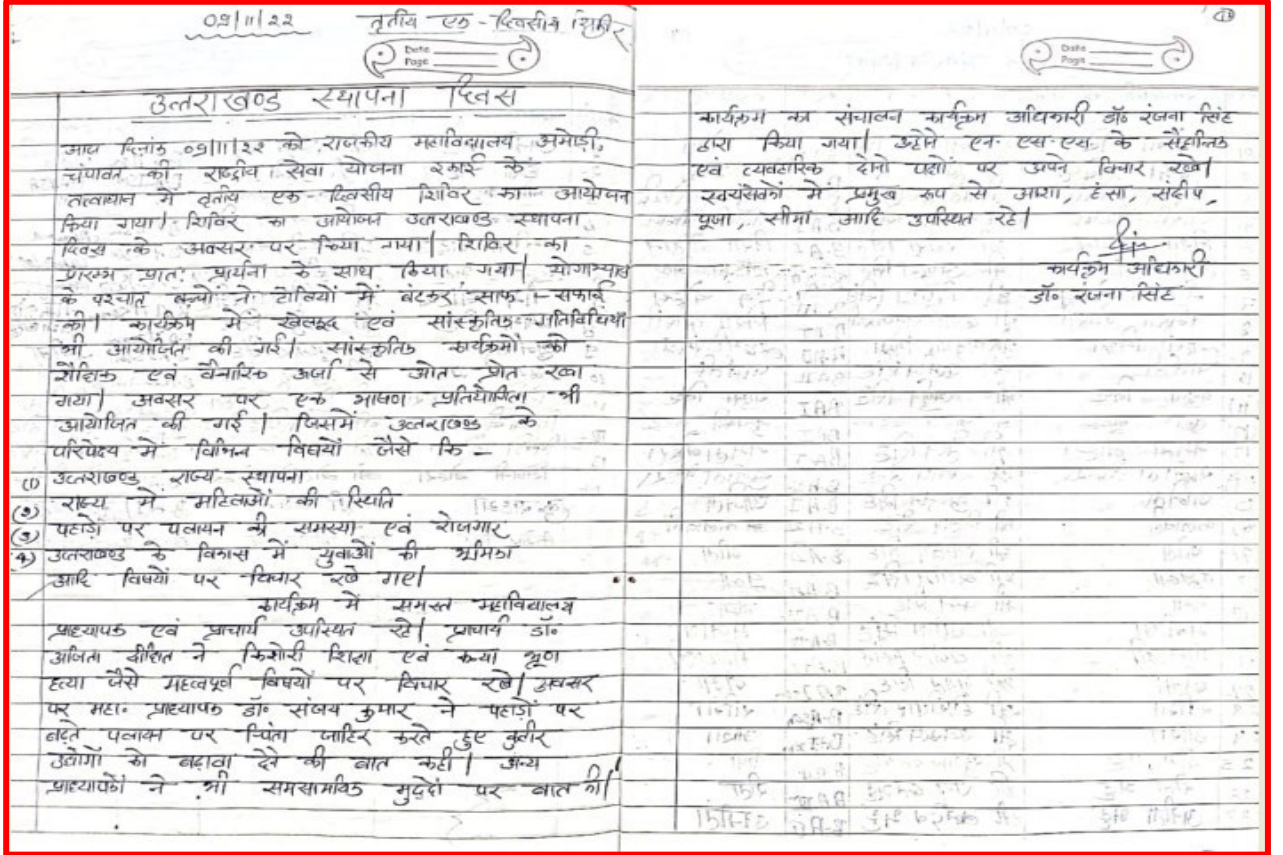 09/11/22 तृतीय एक-दिवसीय शिविर
Date
Page
उत्तराखण्ड स्थापना दिवस
आज दिनांक 09/11/22 को राजकीय महाविद्यालय अमोड़ी,
चंपावत की राष्ट्रीय सेवा योजना इकाई के
तत्वाधान में तृतीय एक दिवसीय शिविर का आयोजन
किया गया। शिविर का आयोजन उत्तराखण्ड स्थापना
दिवस के अवसर पर किया गया। शिविर का
प्रारम्भ प्रातः प्रार्थना के साथ किया गया। योगाभ्यास
के पश्चात बच्चों ने टोलियों में बंटकर साफ-सफाई
की। कार्यक्रम में खेलकूद एवं सांस्कृतिक गतिविधियाँ
भी आयोजित की गई। सांस्कृतिक कार्यक्रमों को
शैक्षिक एवं वैचारिक ऊर्जा से ओत प्रोत रखा
गया। अवसर पर एक भाषण प्रतियोगिता भी
आयोजित की गई। जिसमें उत्तराखण्ड के
परिपेक्ष्य में विभिन्न विषयों जैसे कि -
(1) उत्तराखण्ड राज्य स्थापना
(2) राज्य में महिलाओं की स्थिति
(3) पहाड़ों पर पलायन की समस्या एवं रोजगार
4) उत्तराखण्ड के विकास में युवाओं की भूमिका
आदि विषयों पर विचार रखे गए।
कार्यक्रम में समस्त महाविद्यालय
प्राध्यापक एवं प्राचार्य उपस्थित रहे। प्राचार्य डॉ०
अजिता दीक्षित ने किशोरी शिक्षा एवं कन्या भ्रूण
हत्या जैसे महत्वपूर्ण विषयों पर विचार रखे। अवसर
पर महा. प्राध्यापक डॉ० संजय कुमार ने पहाड़ों पर
बढ़ते पलायन पर चिंता जाहिर करते हुए कुटीर
उद्योगों को बढ़ावा देने की बात कही। अन्य
प्राध्यापकों ने भी समसामयिक मुद्दों पर बात की।
Date
Page
कार्यक्रम का संचालन कार्यक्रम अधिकारी डॉ० रंजना सिंह
द्वारा किया गया। उन्होंने एन-एस-एस के सैद्धान्तिक
एवं व्यवहारिक दोनो पक्षों पर अपने विचार रखे।
स्वयंसेवकों में प्रमुख रूप से आशा, हंसा, संदीप,
पूजा, सीमा आदि उपस्थित रहे।
कार्यक्रम अधिकारी
डॉ० रंजना सिंह